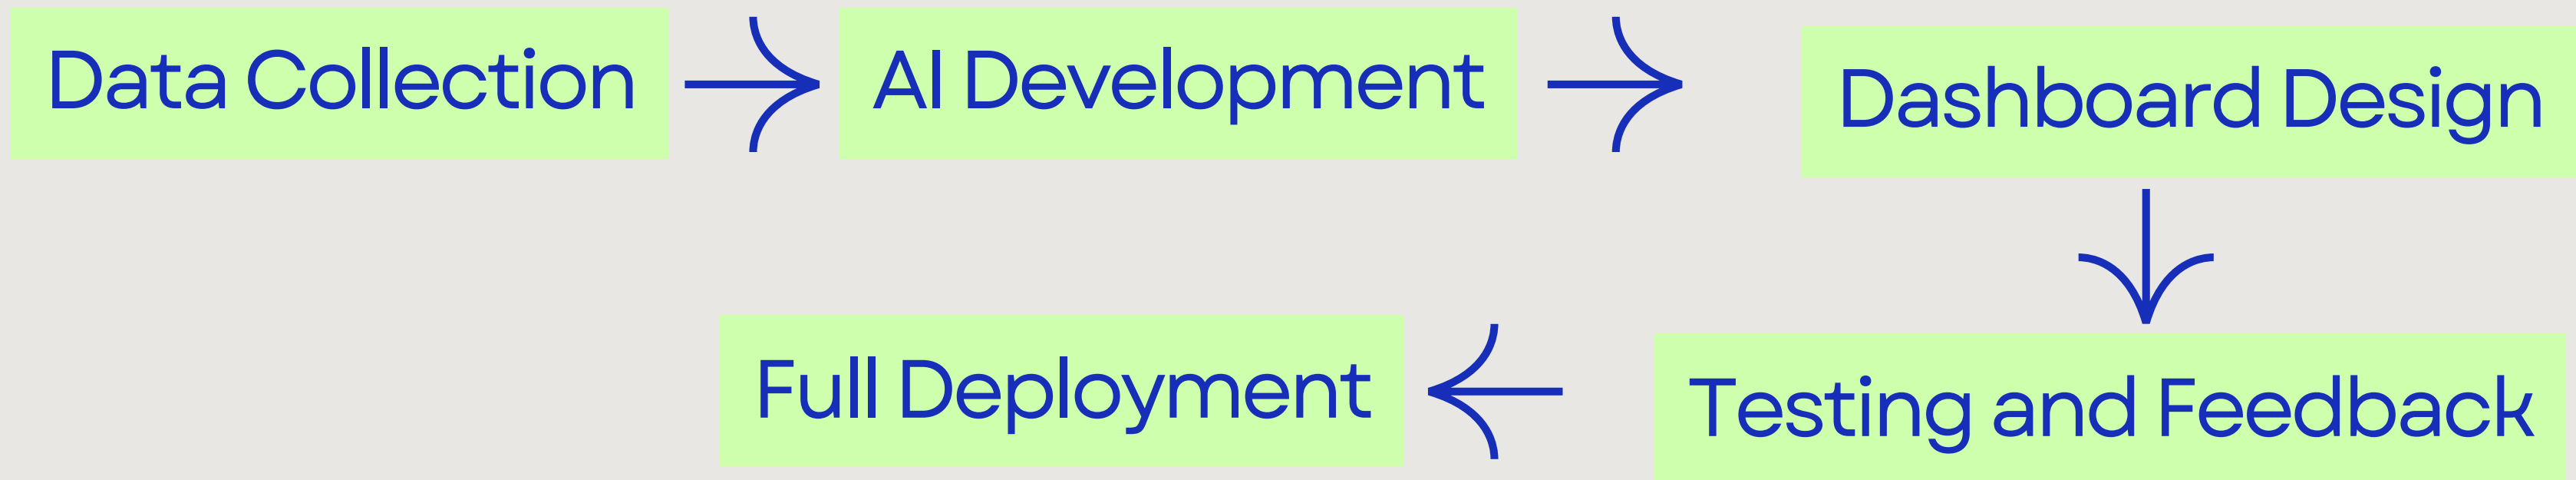 Data Collection
AI Development
Dashboard Design
Testing and Feedback
Full Deployment